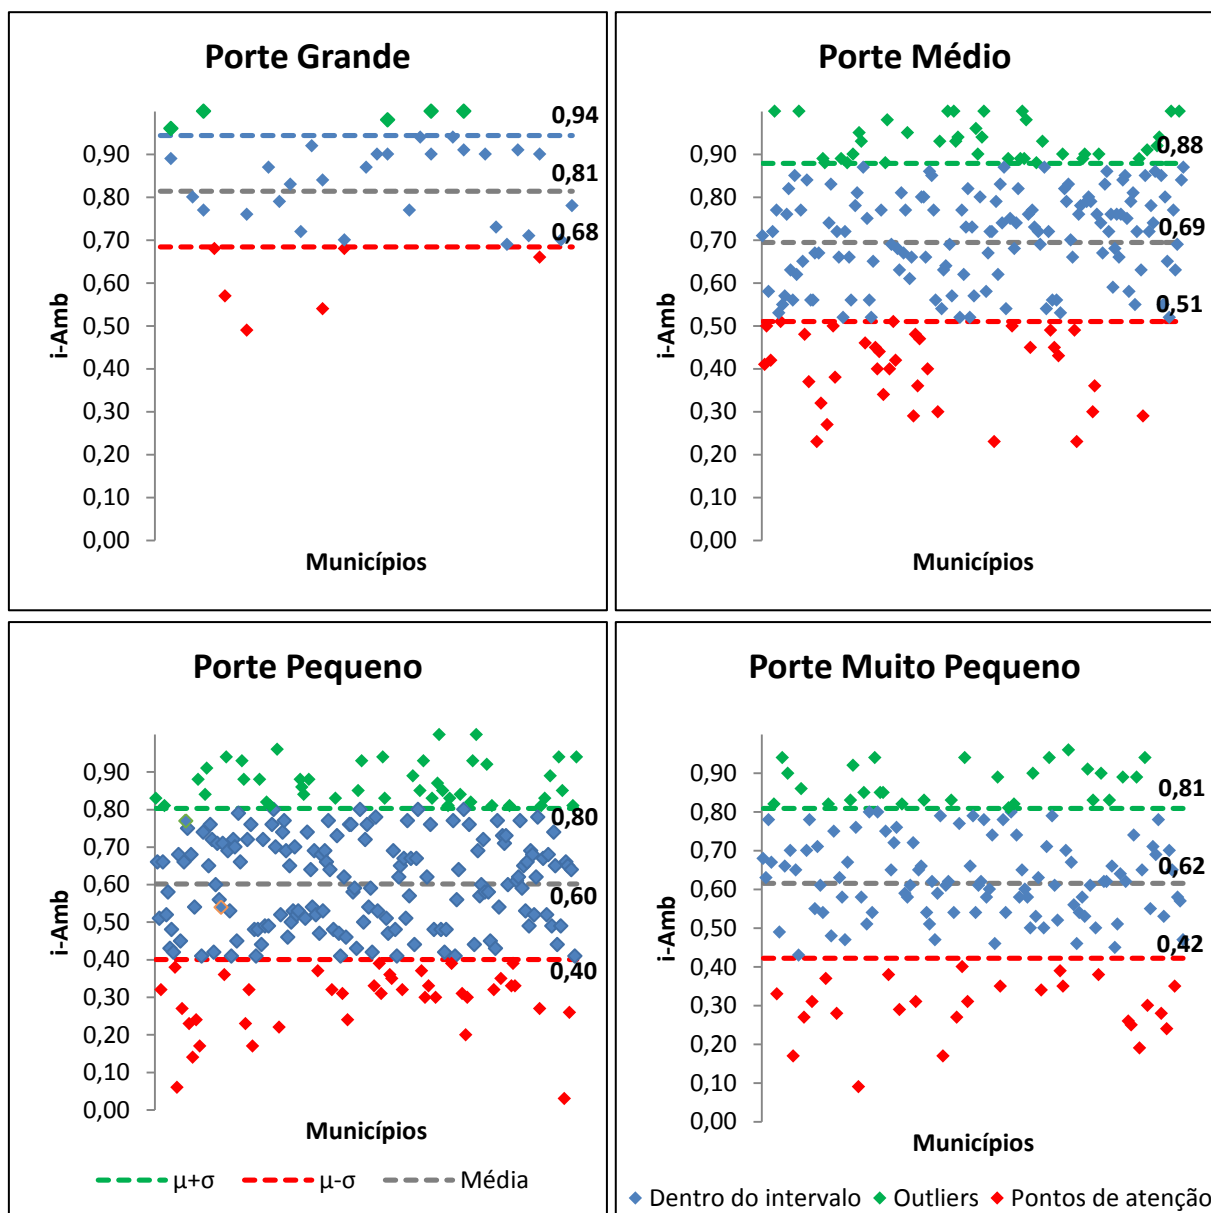 Porte Grande
0,94
0,90
0,81
0,80
0,68
0,70
0,60
0,50
0,40
0,30
0,20
0,10
0,00
i-Amb
Municípios
Porte Médio
0,88
0,90
0,80
0,69
0,70
0,60
0,51
0,50
0,40
0,30
0,20
0,10
0,00
i-Amb
Municípios
Porte Pequeno
0,90
0,80
0,80
0,70
0,60
0,60
0,50
0,40
0,40
0,30
0,20
0,10
0,00
i-Amb
Municípios
μ+σ
μ-σ
Média
Porte Muito Pequeno
0,90
0,81
0,80
0,70
0,62
0,60
0,50
0,42
0,40
0,30
0,20
0,10
0,00
i-Amb
Municípios
Dentro do intervalo
Outliers
Pontos de atenção